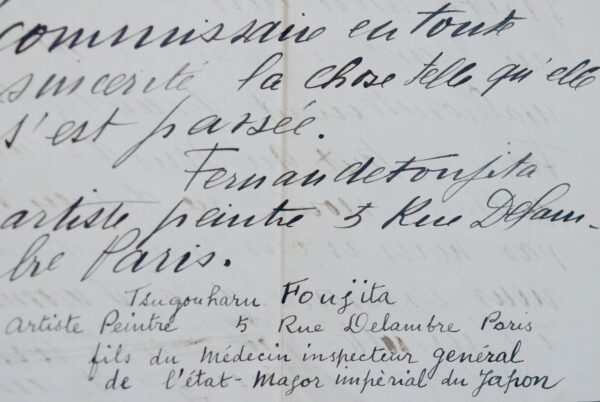 commissaire en toute
sincerité la chose telle qu'elle
s'est passée.
Fernande Foujita
artiste peintre 5 Rue Delam-
bre Paris.
Tsugouharu Foujita
Artiste Peintre 5 Rue Delambre Paris
fils du Médecin inspecteur général
de l'état-Major impérial du Japon